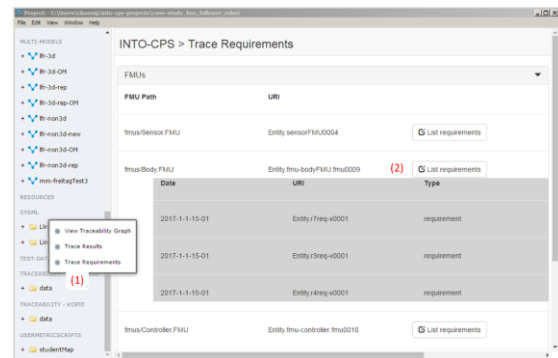 Project: C:\Users\ckoenig\into-cps-projects\case-study_line_follower_robot
File Edit View Window Help
MULTI-MODELS
+ lfr-3d
+ lfr-3d-OM
+ lfr-3d-rep
+ lfr-3d-rep-OM
+ lfr-non3d
+ lfr-non3d-new
+ lfr-non3d-OM
+ lfr-non3d-rep
+ mm-freitagTest3
RESOURCES
SYSML
+ Lin
+ Lin
View Traceability Graph
Trace Results
Trace Requirements
(1)
TEST-DA
TRACEAB
+ data
TRACEABILITY - KOPIE
+ data
USERMETRICSCRIPTS
+ studentMap
INTO-CPS > Trace Requirements
FMUs
FMU Path URI
fmus/Sensor.FMU Entity.sensorFMU0004 List requirements
fmus/Body.FMU Entity.fmu-bodyFMU.fmu0009 (2) List requirements
Date URI Type
2017-1-1-15-01 Entity.r7req-v0001 requirement
2017-1-1-15-01 Entity.r3req-v0001 requirement
2017-1-1-15-01 Entity.r4req-v0001 requirement
fmus/Controller.FMU Entity.fmu-controller.fmu0010 List requirements